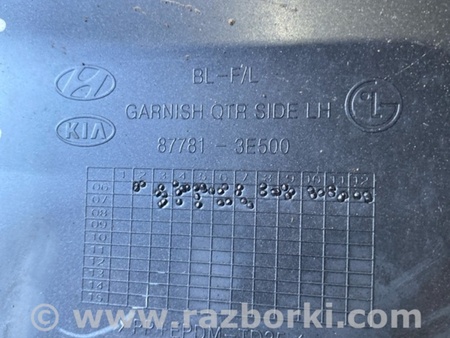 BL-F/L
GARNISH QTR SIDE LH
KIA
87781 - 3E500
1 2 3 4 5 6 7 8 9 10 11 12
06
07
08
09
10
11
12
13
14
15
www.razborki.com